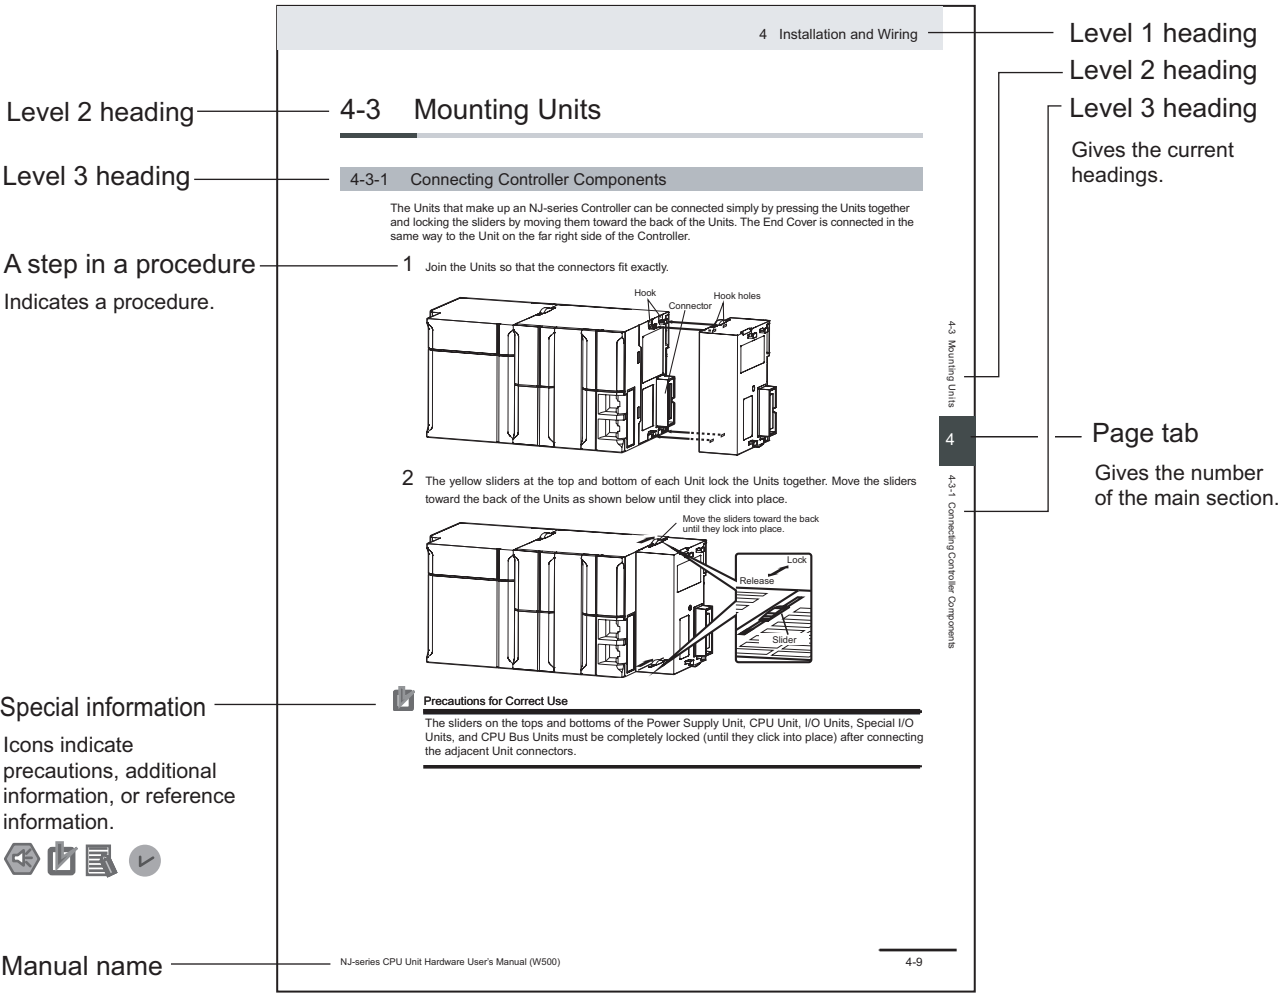 4 Installation and Wiring
Level 1 heading
Level 2 heading
Level 3 heading
Gives the current
headings.
Level 2 heading
4-3 Mounting Units
Level 3 heading
4-3-1 Connecting Controller Components
The Units that make up an NJ-series Controller can be connected simply by pressing the Units together
and locking the sliders by moving them toward the back of the Units. The End Cover is connected in the
same way to the Unit on the far right side of the Controller.
A step in a procedure
Indicates a procedure.
1 Join the Units so that the connectors fit exactly.
Hook
Connector
Hook holes
4-3 Mounting Units
4
Page tab
Gives the number
of the main section.
4-3-1 Connecting Controller Components
2 The yellow sliders at the top and bottom of each Unit lock the Units together. Move the sliders
toward the back of the Units as shown below until they click into place.
Move the sliders toward the back
until they lock into place.
Lock
Release
Slider
Special information
Icons indicate
precautions, additional
information, or reference
information.
Precautions for Correct Use
The sliders on the tops and bottoms of the Power Supply Unit, CPU Unit, I/O Units, Special I/O
Units, and CPU Bus Units must be completely locked (until they click into place) after connecting
the adjacent Unit connectors.
Manual name
NJ-series CPU Unit Hardware User's Manual (W500)
4-9